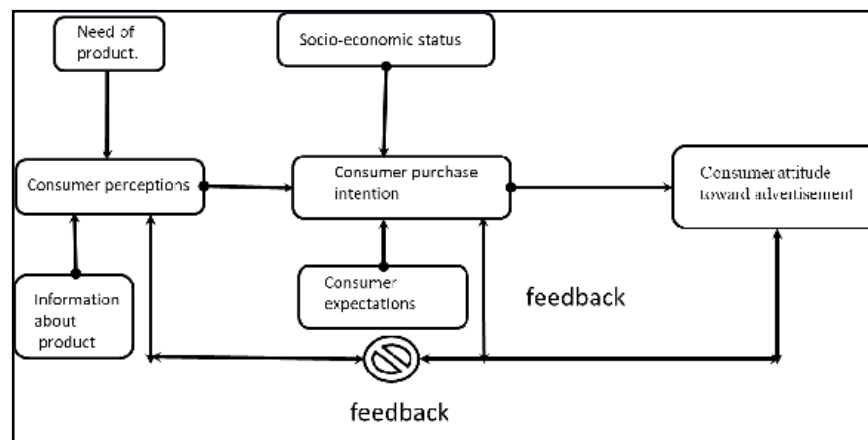 Need of
product.
Socio-economic status
Consumer perceptions
Consumer purchase
intention
Consumer attitude
toward advertisement
Information
about
product
Consumer
expectations
feedback
feedback